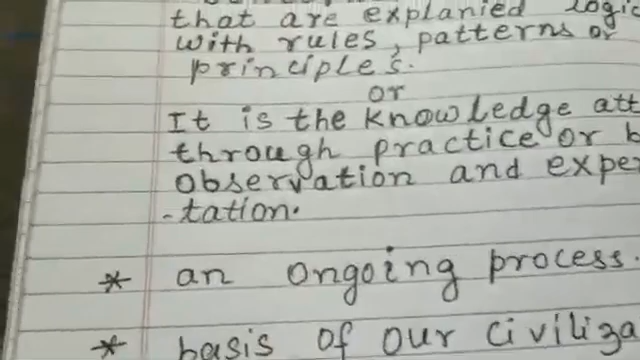 that are explanied logic
with rules, patterns or
principles.
or
It is the knowledge att
through practice or b
observation and exper
-tation.
* an ongoing process.
* basis of our civiliza